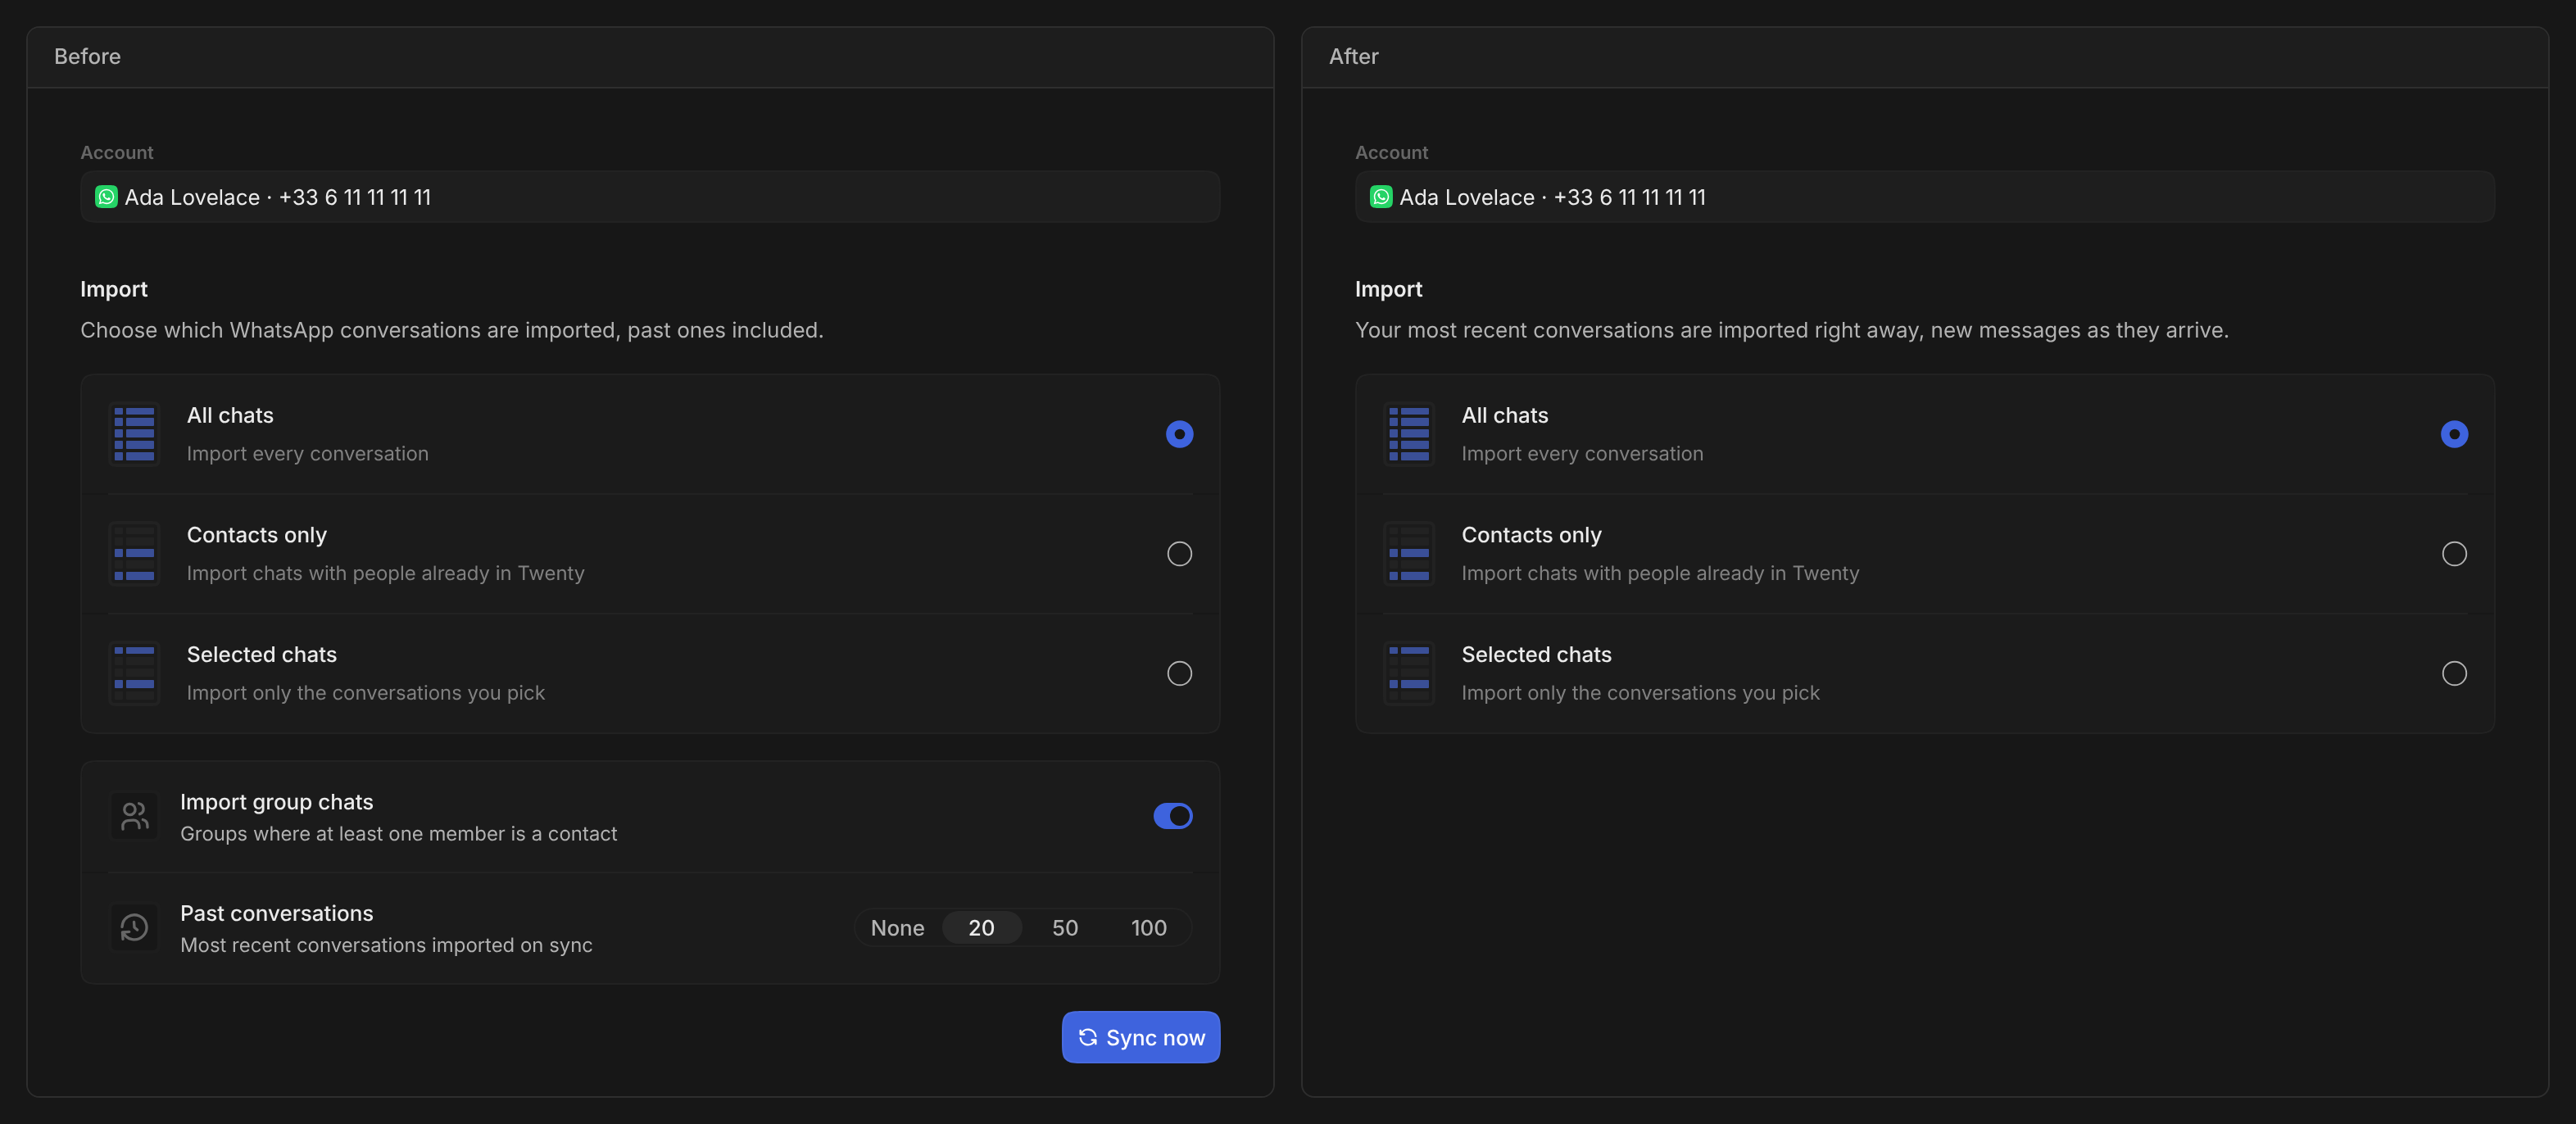 Before
Account
Ada Lovelace · +33 6 11 11 11 11
Import
Choose which WhatsApp conversations are imported, past ones included.
All chats
Import every conversation
Contacts only
Import chats with people already in Twenty
Selected chats
Import only the conversations you pick
Import group chats
Groups where at least one member is a contact
Past conversations
Most recent conversations imported on sync
None 20 50 100
Sync now
After
Account
Ada Lovelace · +33 6 11 11 11 11
Import
Your most recent conversations are imported right away, new messages as they arrive.
All chats
Import every conversation
Contacts only
Import chats with people already in Twenty
Selected chats
Import only the conversations you pick